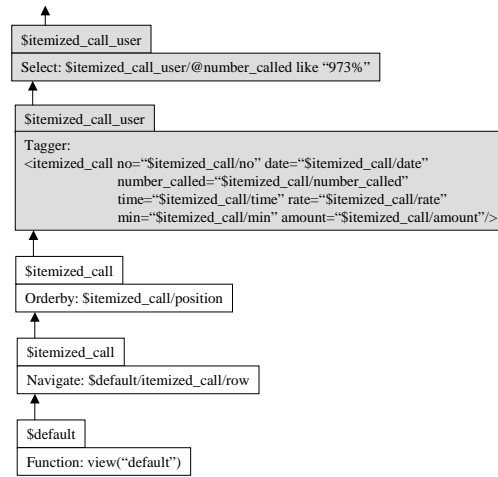 $itemized_call_user
Select: $itemized_call_user/@number_called like “973%”
$itemized_call_user
Tagger:
<itemized_call no=“$itemized_call/no” date=“$itemized_call/date”
number_called=“$itemized_call/number_called”
time=“$itemized_call/time” rate=“$itemized_call/rate”
min=“$itemized_call/min” amount=“$itemized_call/amount”/>
$itemized_call
Orderby: $itemized_call/position
$itemized_call
Navigate: $default/itemized_call/row
$default
Function: view(“default”)